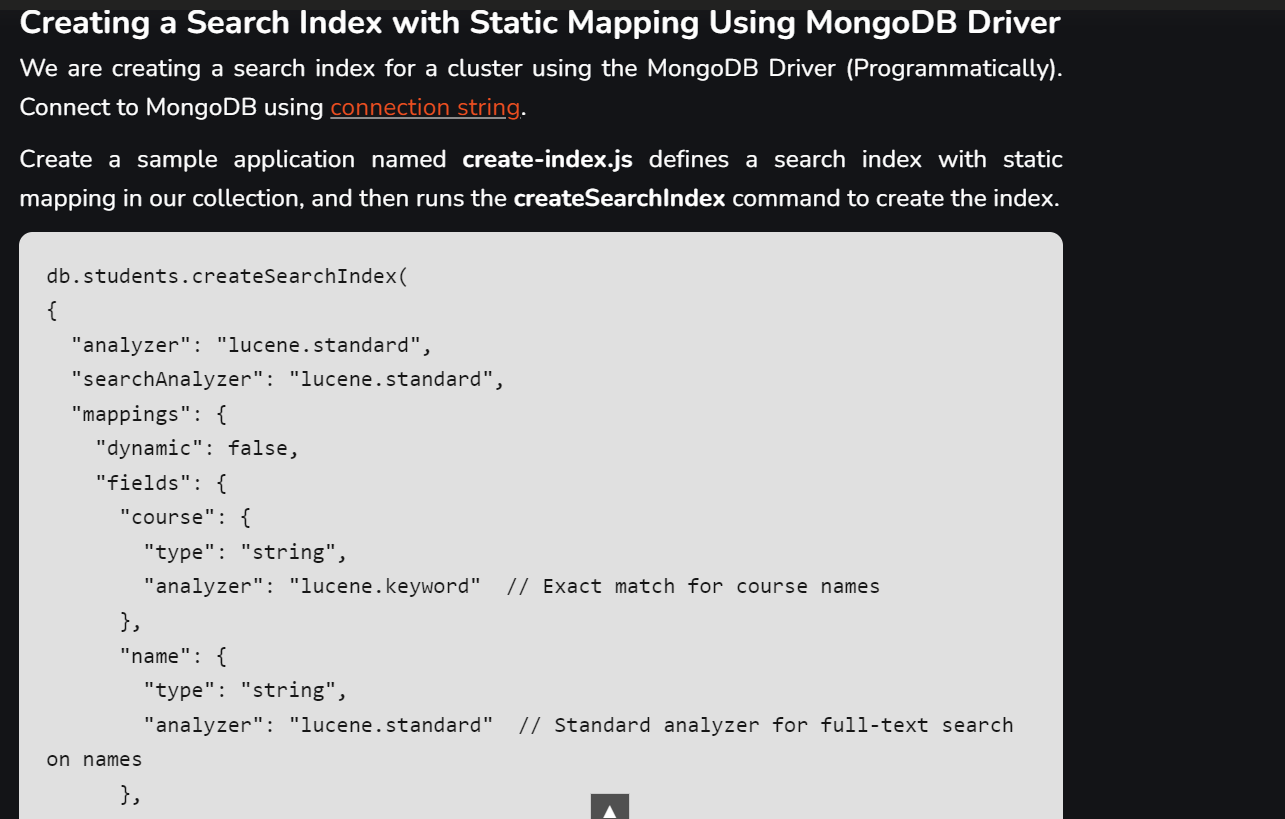 Creating a Search Index with Static Mapping Using MongoDB Driver
We are creating a search index for a cluster using the MongoDB Driver (Programmatically).
Connect to MongoDB using connection string.
Create a sample application named create-index.js defines a search index with static
mapping in our collection, and then runs the createSearchIndex command to create the index.
db.students.createSearchIndex(
{
  "analyzer": "lucene.standard",
  "searchAnalyzer": "lucene.standard",
  "mappings": {
    "dynamic": false,
    "fields": {
      "course": {
        "type": "string",
        "analyzer": "lucene.keyword"  // Exact match for course names
      },
      "name": {
        "type": "string",
        "analyzer": "lucene.standard"  // Standard analyzer for full-text search
on names
      },